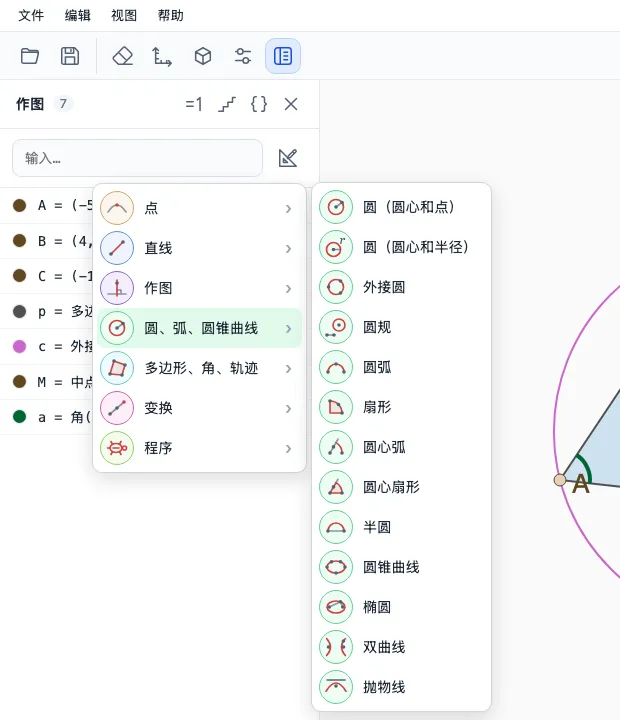 文件 编辑 视图 帮助
作图 7
=1 { }
输入…
A = (−5
B = (4,
C = (−1
p = 多边
c = 外接
M = 中点
a = 角(
点
直线
作图
圆、弧、圆锥曲线
多边形、角、轨迹
变换
程序
圆（圆心和点）
圆（圆心和半径）
r
外接圆
圆规
圆弧
扇形
圆心弧
圆心扇形
半圆
圆锥曲线
椭圆
双曲线
抛物线
A